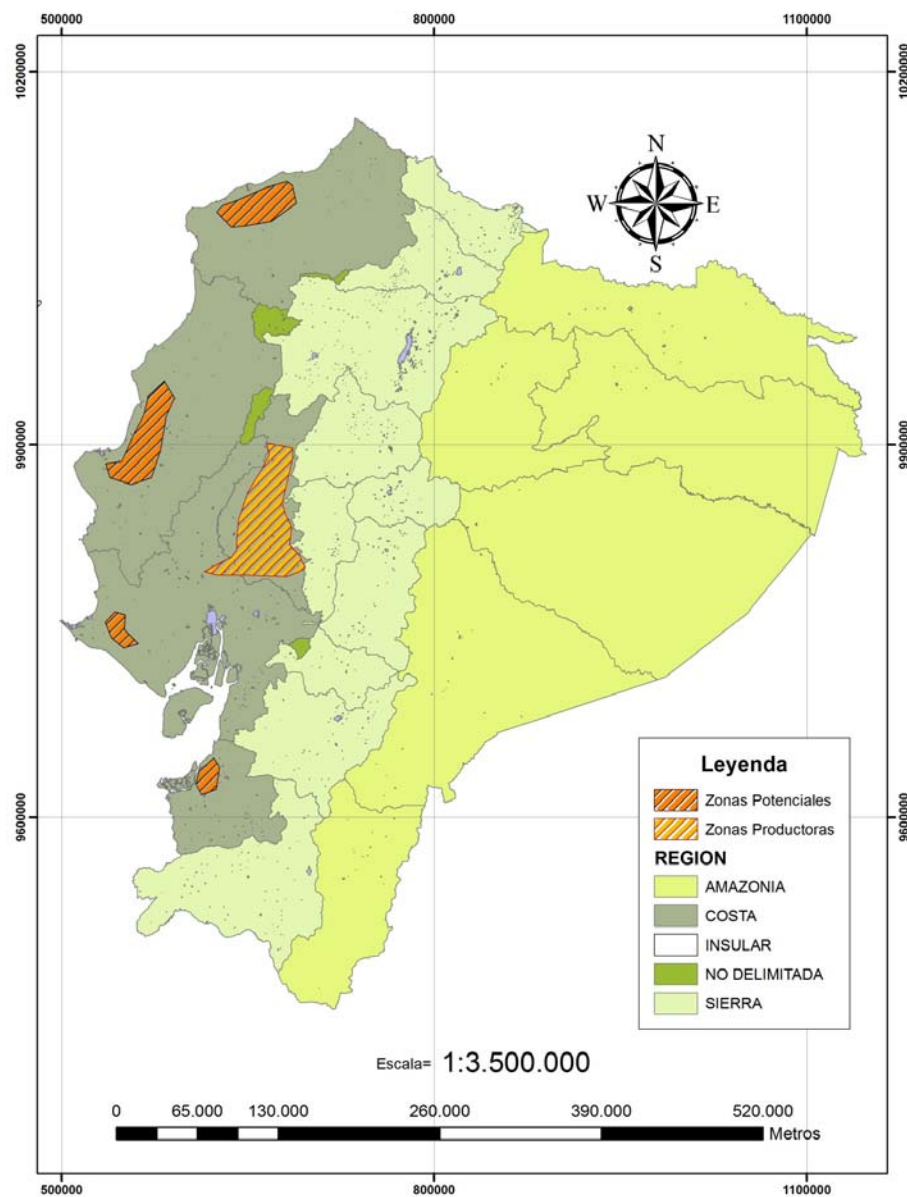 500000 800000 1100000
10200000 10200000
N
W E
S
9900000 9900000
Leyenda
Zonas Potenciales
Zonas Productoras
REGION
AMAZONIA
COSTA
INSULAR
NO DELIMITADA
SIERRA
9600000 9600000
Escala= 1:3.500.000
0 65.000 130.000 260.000 390.000 520.000
Metros
500000 800000 1100000